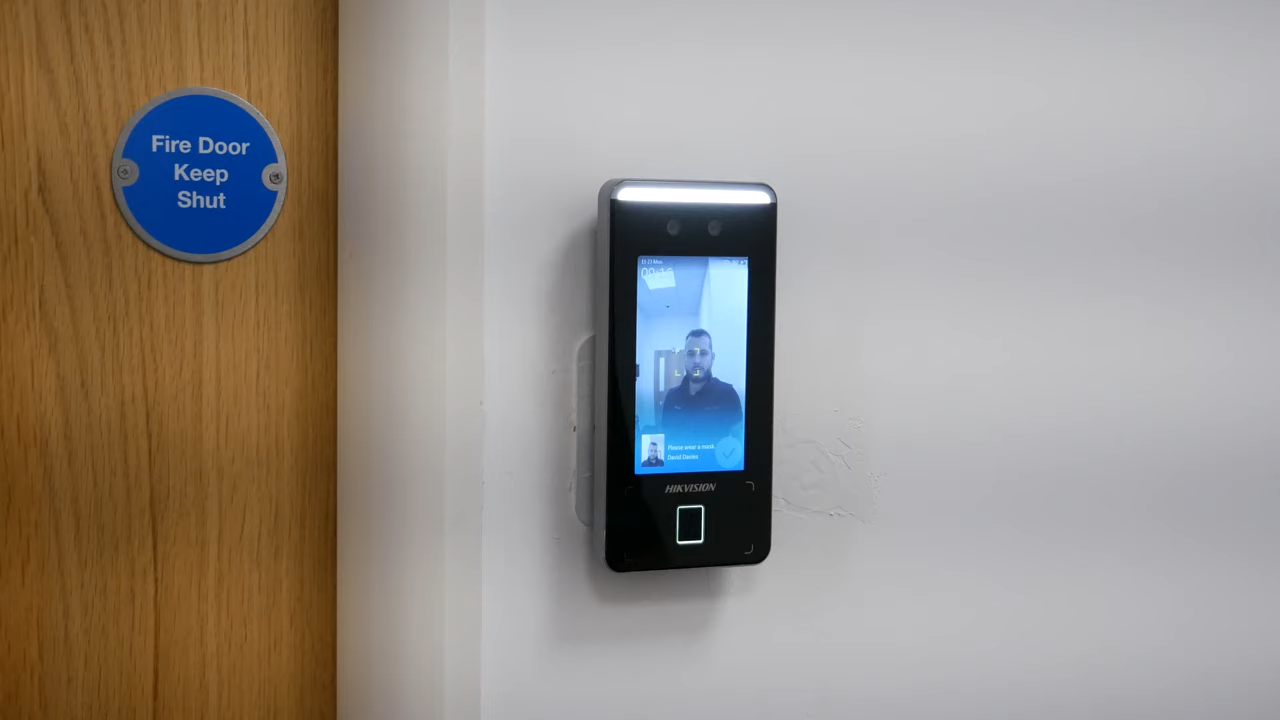 Fire Door
Keep
Shut
Please wear a mask
David Davies
HIKVISION